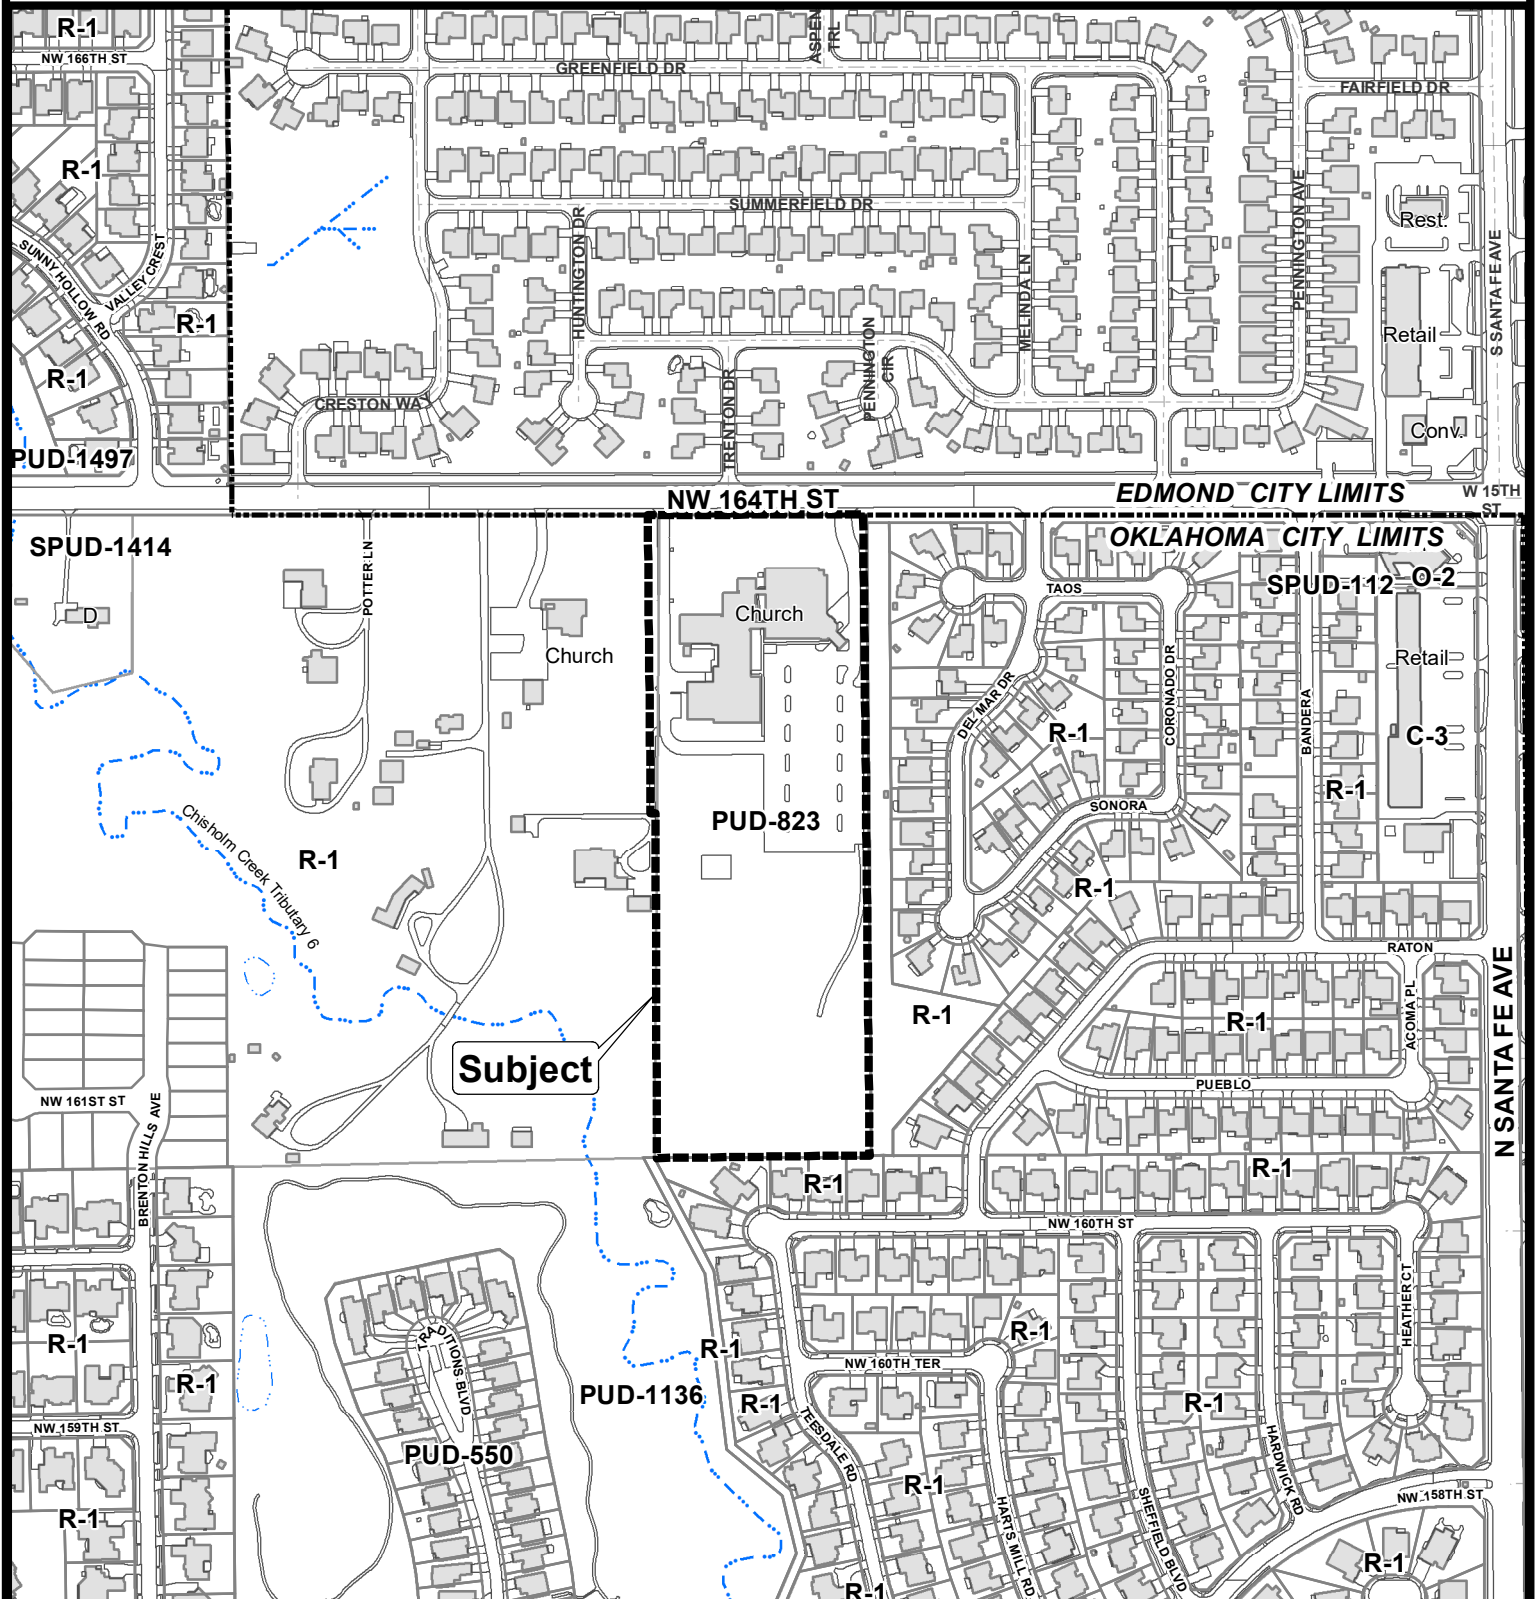 R-1
NW 166TH ST
ASPEN
TRL
GREENFIELD DR
FAIRFIELD DR
R-1
SUMMERFIELD DR
PENNINGTON AVE
Rest.
S SANTA FE AVE
SUNNY HOLLOW RD
VALLEY CREST
HUNTINGTON DR
MELINDA LN
R-1
Retail
R-1
PENNINGTON
CIR
TRENTON DR
CRESTON WAY
Conv.
PUD-1497
NW 164TH ST
EDMOND CITY LIMITS
W 15TH
ST
OKLAHOMA CITY LIMITS
SPUD-1414
POTTER LN
TAOS
SPUD-112
O-2
D
Church
Church
Retail
DEL MAR DR
CORONADO DR
BANDERA
R-1
C-3
R-1
SONORA
PUD-823
Chisholm Creek Tributary 6
R-1
R-1
RATON
N SANTA FE AVE
ACOMA PL
R-1
R-1
Subject
PUEBLO
NW 161ST ST
BRENTON HILLS AVE
R-1
R-1
NW 160TH ST
HEATHER CT
TRADITIONS BLVD
R-1
R-1
R-1
NW 160TH TER
R-1
PUD-1136
R-1
R-1
TEESDALE RD
HARDWICK RD
NW 159TH ST
PUD-550
R-1
NW 158TH ST
HARTS MILL RD
SHEFFIELD BLVD
R-1
R-1
R-1